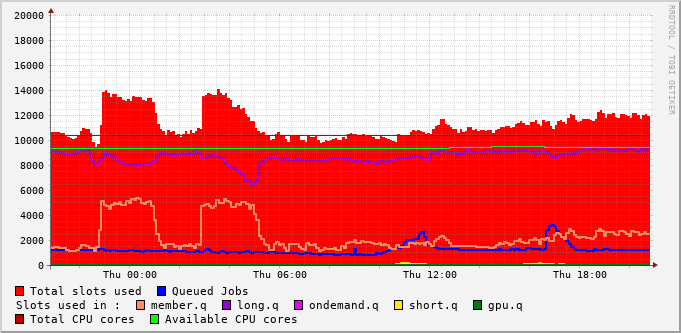 20000
18000
16000
14000
12000
10000
8000
6000
4000
2000
0
Thu 00:00 Thu 06:00 Thu 12:00 Thu 18:00
RRDTOOL / TOBI OETIKER
Total slots used Queued Jobs
Slots used in : member.q long.q ondemand.q short.q gpu.q
Total CPU cores Available CPU cores